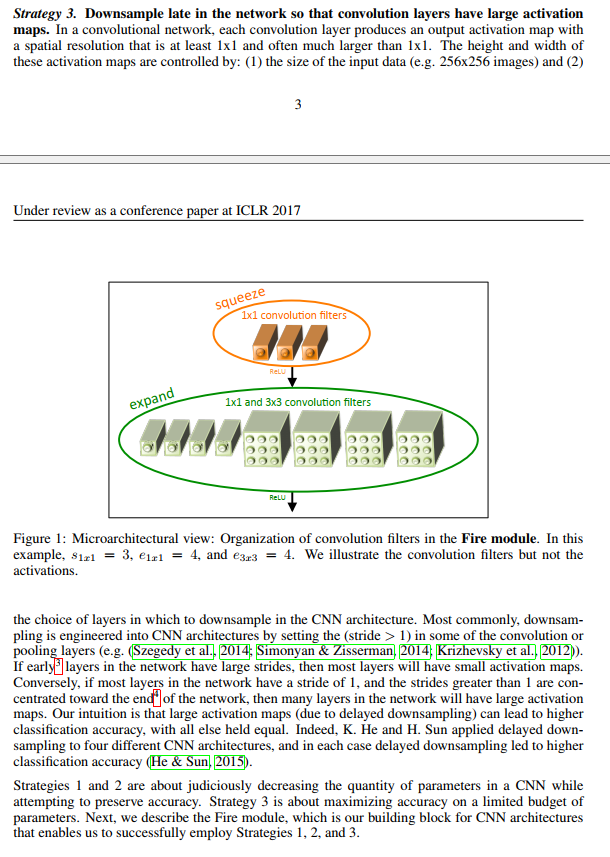 Strategy 3. Downsample late in the network so that convolution layers have large activation
maps. In a convolutional network, each convolution layer produces an output activation map with
a spatial resolution that is at least 1x1 and often much larger than 1x1. The height and width of
these activation maps are controlled by: (1) the size of the input data (e.g. 256x256 images) and (2)
3
Under review as a conference paper at ICLR 2017
squeeze
1x1 convolution filters
ReLU
expand
1x1 and 3x3 convolution filters
ReLU
Figure 1: Microarchitectural view: Organization of convolution filters in the Fire module. In this
example, s1x1 = 3, e1x1 = 4, and e3x3 = 4. We illustrate the convolution filters but not the
activations.
the choice of layers in which to downsample in the CNN architecture. Most commonly, downsam-
pling is engineered into CNN architectures by setting the (stride > 1) in some of the convolution or
pooling layers (e.g. (Szegedy et al., 2014; Simonyan & Zisserman, 2014; Krizhevsky et al., 2012)).
If early3 layers in the network have large strides, then most layers will have small activation maps.
Conversely, if most layers in the network have a stride of 1, and the strides greater than 1 are con-
centrated toward the end4 of the network, then many layers in the network will have large activation
maps. Our intuition is that large activation maps (due to delayed downsampling) can lead to higher
classification accuracy, with all else held equal. Indeed, K. He and H. Sun applied delayed down-
sampling to four different CNN architectures, and in each case delayed downsampling led to higher
classification accuracy (He & Sun, 2015).
Strategies 1 and 2 are about judiciously decreasing the quantity of parameters in a CNN while
attempting to preserve accuracy. Strategy 3 is about maximizing accuracy on a limited budget of
parameters. Next, we describe the Fire module, which is our building block for CNN architectures
that enables us to successfully employ Strategies 1, 2, and 3.